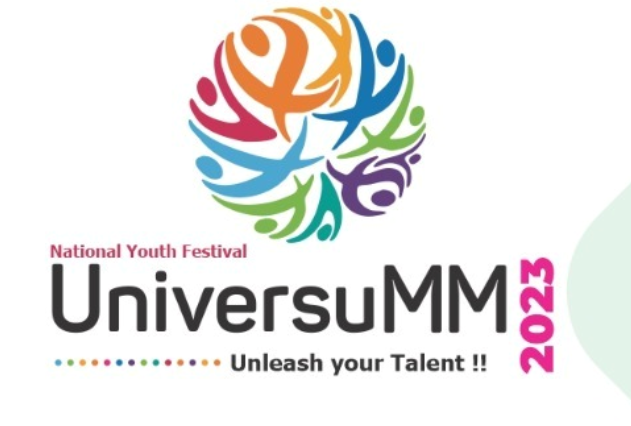 National Youth Festival
UniversuMM
2023
Unleash your Talent !!